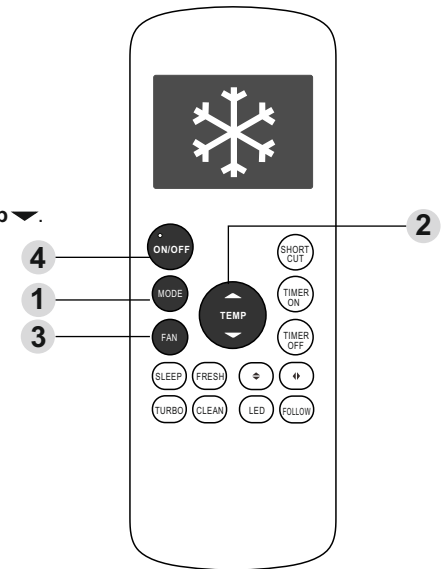 p.
2
ON/OFF
SHORT CUT
4
MODE
TEMP
TIMER ON
1
FAN
TIMER OFF
3
SLEEP FRESH
TURBO CLEAN LED FOLLOW